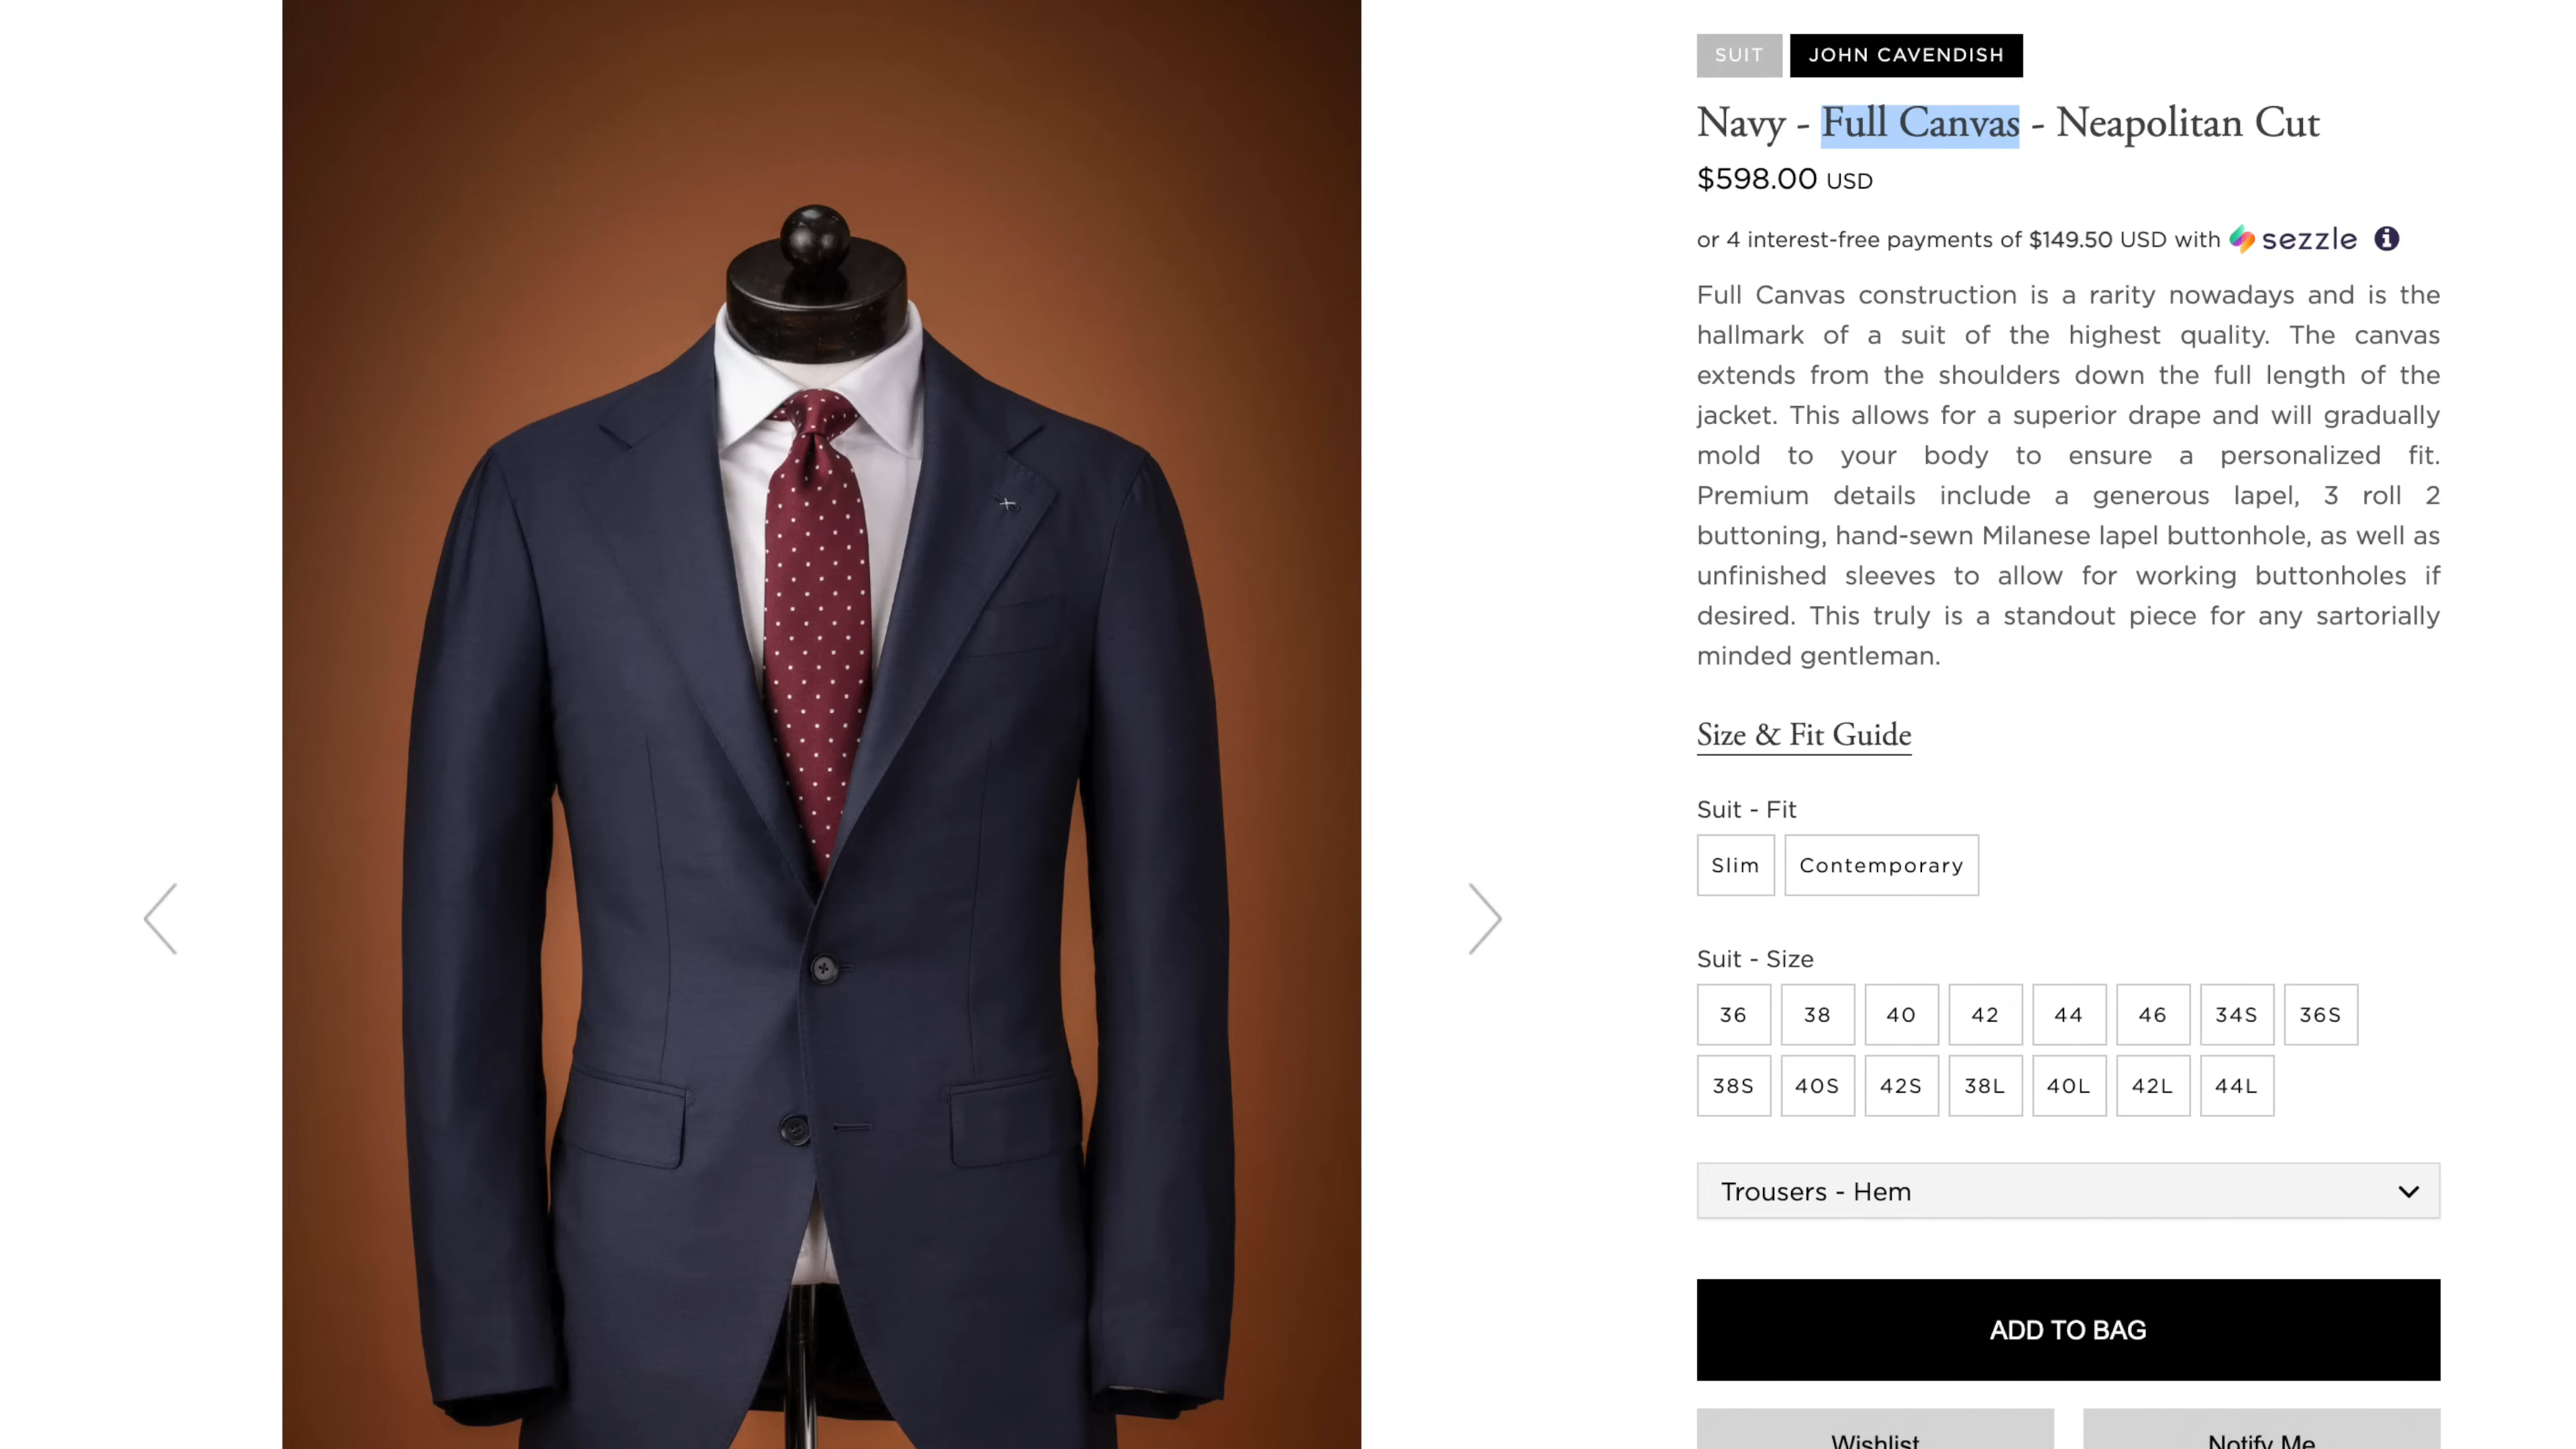 SUIT JOHN CAVENDISH
Navy - Full Canvas - Neapolitan Cut
$598.00 USD
or 4 interest-free payments of $149.50 USD with sezzle
Full Canvas construction is a rarity nowadays and is the
hallmark of a suit of the highest quality. The canvas
extends from the shoulders down the full length of the
jacket. This allows for a superior drape and will gradually
mold to your body to ensure a personalized fit.
Premium details include a generous lapel, 3 roll 2
buttoning, hand-sewn Milanese lapel buttonhole, as well as
unfinished sleeves to allow for working buttonholes if
desired. This truly is a standout piece for any sartorially
minded gentleman.
Size & Fit Guide
Suit - Fit
Slim Contemporary
Suit - Size
36 38 40 42 44 46 34S 36S
38S 40S 42S 38L 40L 42L 44L
Trousers - Hem
ADD TO BAG
Wishlist Notify Me